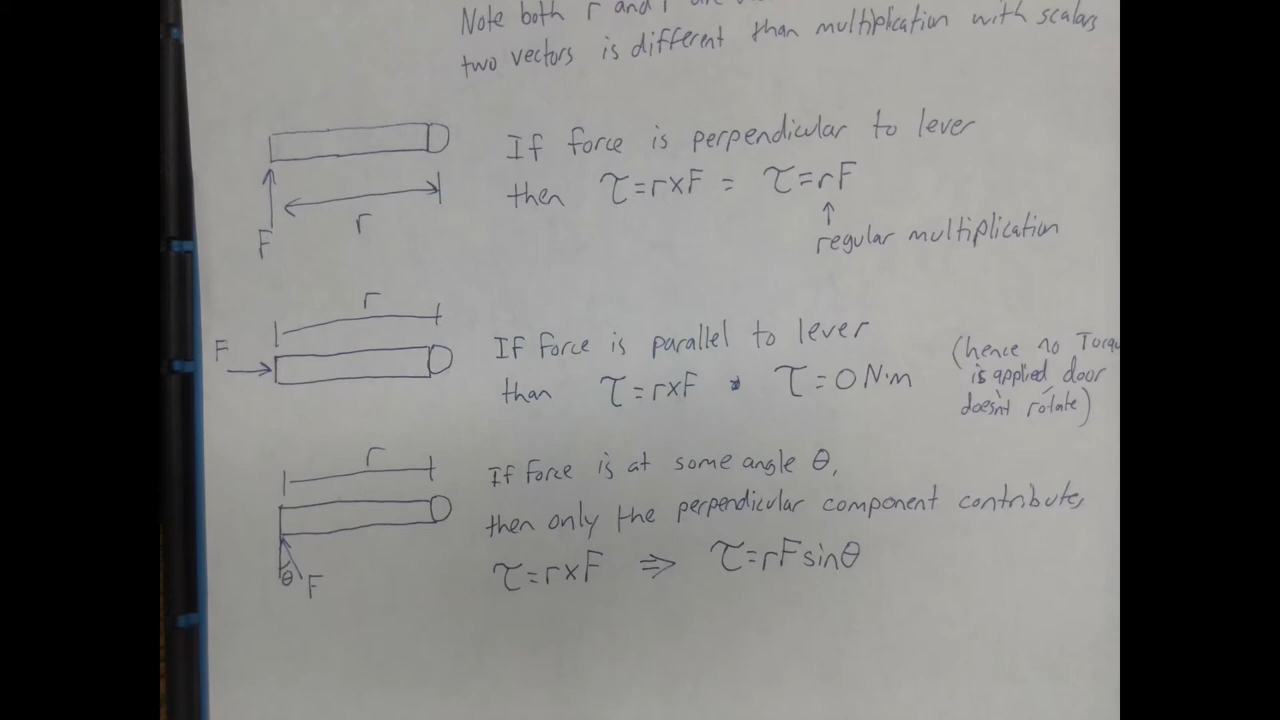 Note both r and
two vectors is different than multiplication with scalars
If force is perpendicular to lever
then τ=r×F = τ=rF
↑
regular multiplication
F
r
r
F
If force is parallel to lever
than τ=r×F τ=0 N·m
(hence no
is applied door
doesn't rotate)
r
If force is at some angle θ,
then only the perpendicular component contributes
τ=r×F ⇒ τ=rFsinθ
θ F